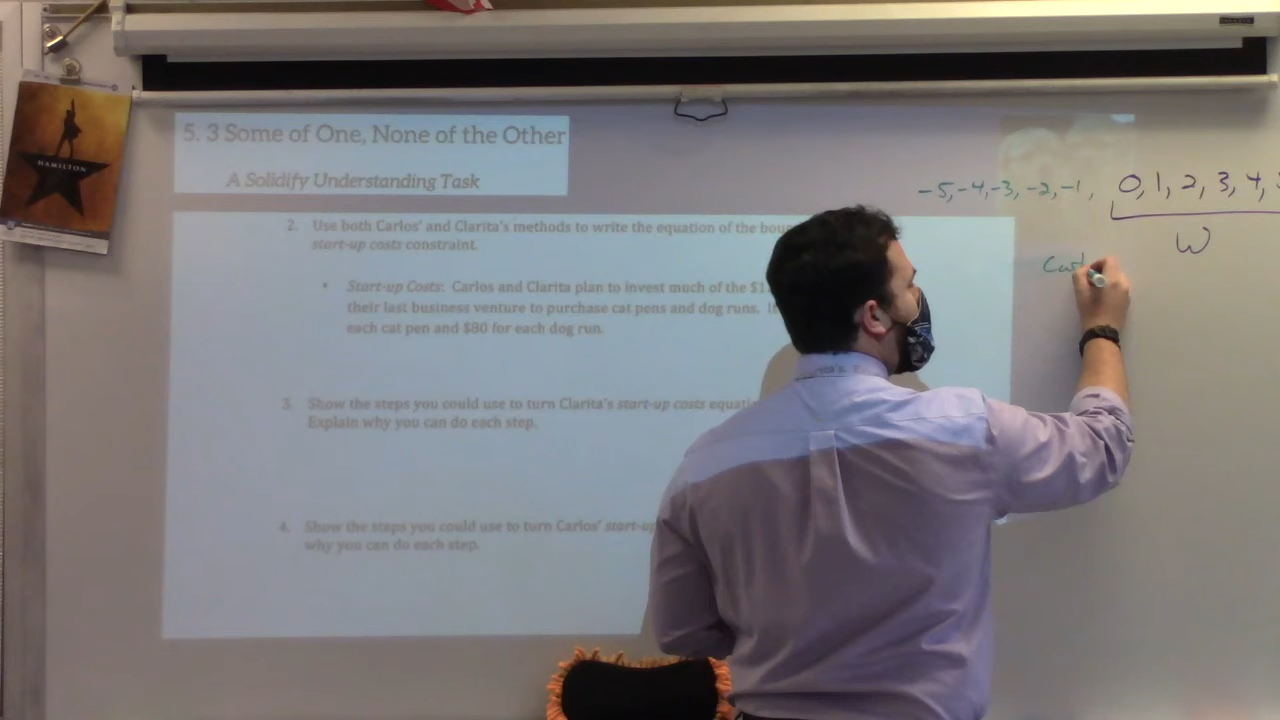 HAMILTON
5. 3 Some of One, None of the Other
A Solidify Understanding Task
-5,-4,-3,-2,-1, 0,1,2,3,4,
W
2. Use both Carlos' and Clarita's methods to write the equation of the
start-up costs constraint.
• Start-up Costs: Carlos and Clarita plan to invest much of the
their last business venture to purchase cat pens and dog runs.
each cat pen and $80 for each dog run.
3. Show the steps you could use to turn Clarita's start-up costs
Explain why you can do each step.
4. Show the steps you could use to turn Carlos'
why you can do each step.